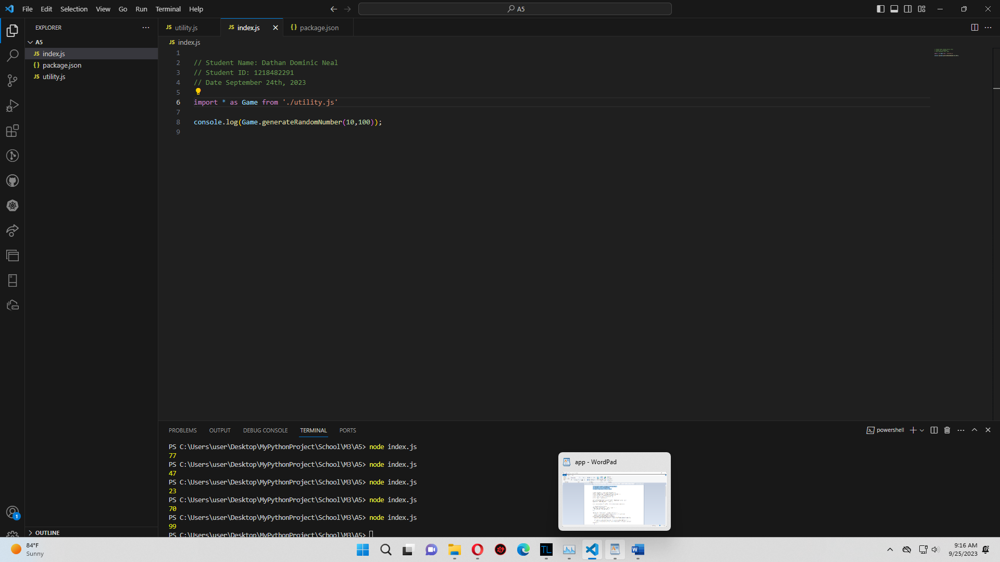 File Edit Selection View Go Run Terminal Help
A5
EXPLORER
A5
JS index.js
{} package.json
JS utility.js
OUTLINE
JS utility.js
JS index.js
{} package.json
JS index.js
1
2 // Student Name: Dathan Dominic Neal
3 // Student ID: 1218482291
4 // Date September 24th, 2023
5
6 import * as Game from './utility.js'
7
8 console.log(Game.generateRandomNumber(10,100));
9
PROBLEMS OUTPUT DEBUG CONSOLE TERMINAL PORTS
powershell
PS C:\Users\user\Desktop\MyPythonProject\School\M3\A5> node index.js
77
PS C:\Users\user\Desktop\MyPythonProject\School\M3\A5> node index.js
47
PS C:\Users\user\Desktop\MyPythonProject\School\M3\A5> node index.js
23
PS C:\Users\user\Desktop\MyPythonProject\School\M3\A5> node index.js
70
PS C:\Users\user\Desktop\MyPythonProject\School\M3\A5> node index.js
99
PS C:\Users\user\Desktop\MyPythonProject\School\M3\A5>
app - WordPad
1
84°F
Sunny
TL
W
9:16 AM
9/25/2023